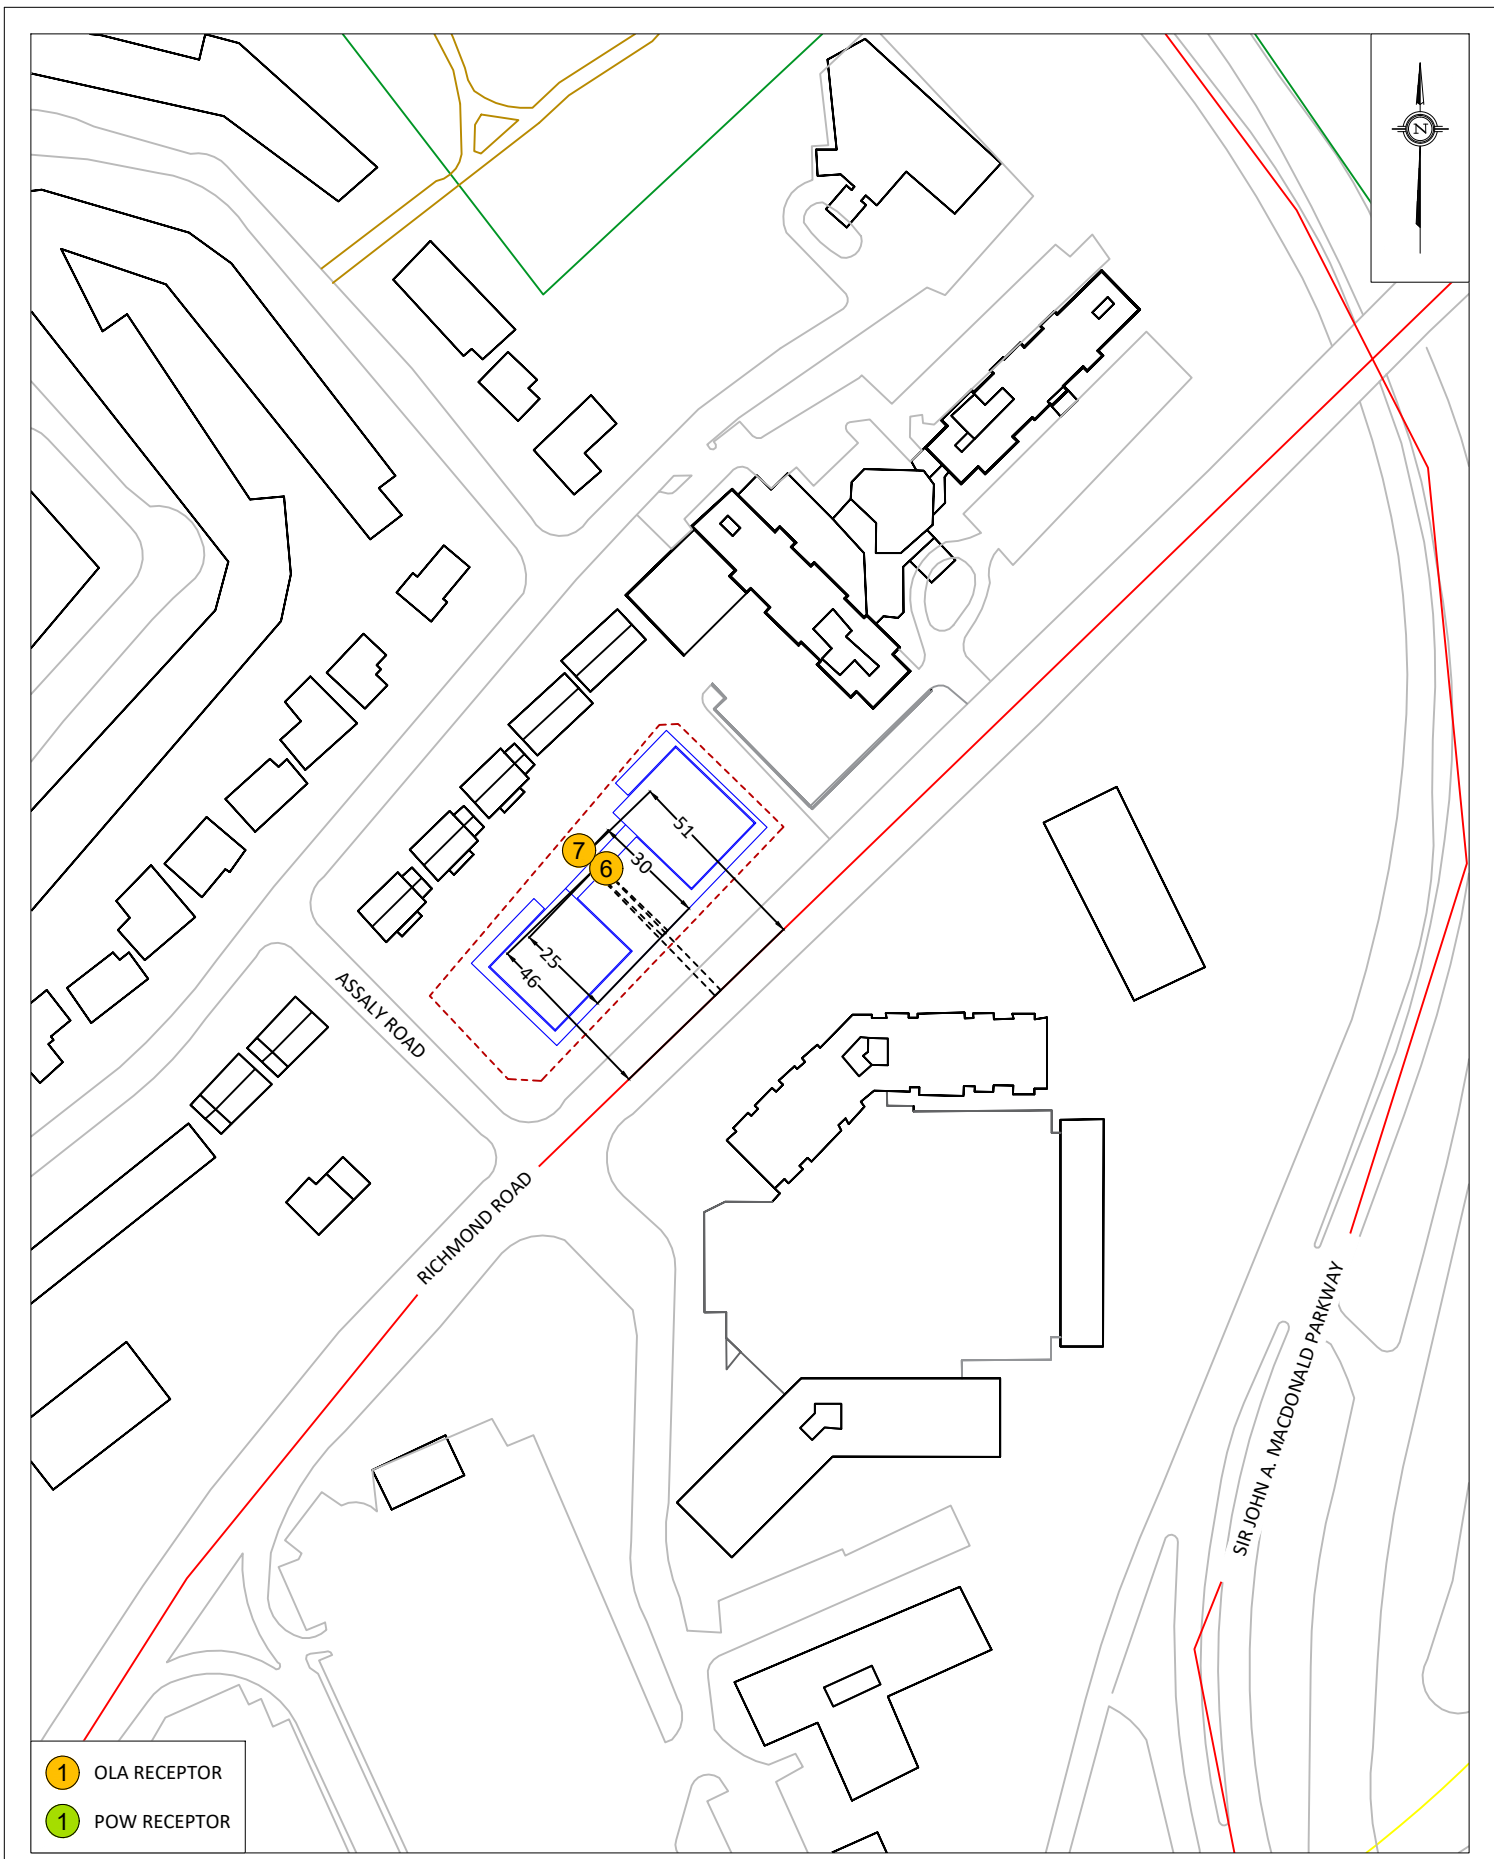 N
51
7
30
6
25
46
ASSALY ROAD
RICHMOND ROAD
SIR JOHN A. MACDONALD PARKWAY
1 OLA RECEPTOR
1 POW RECEPTOR